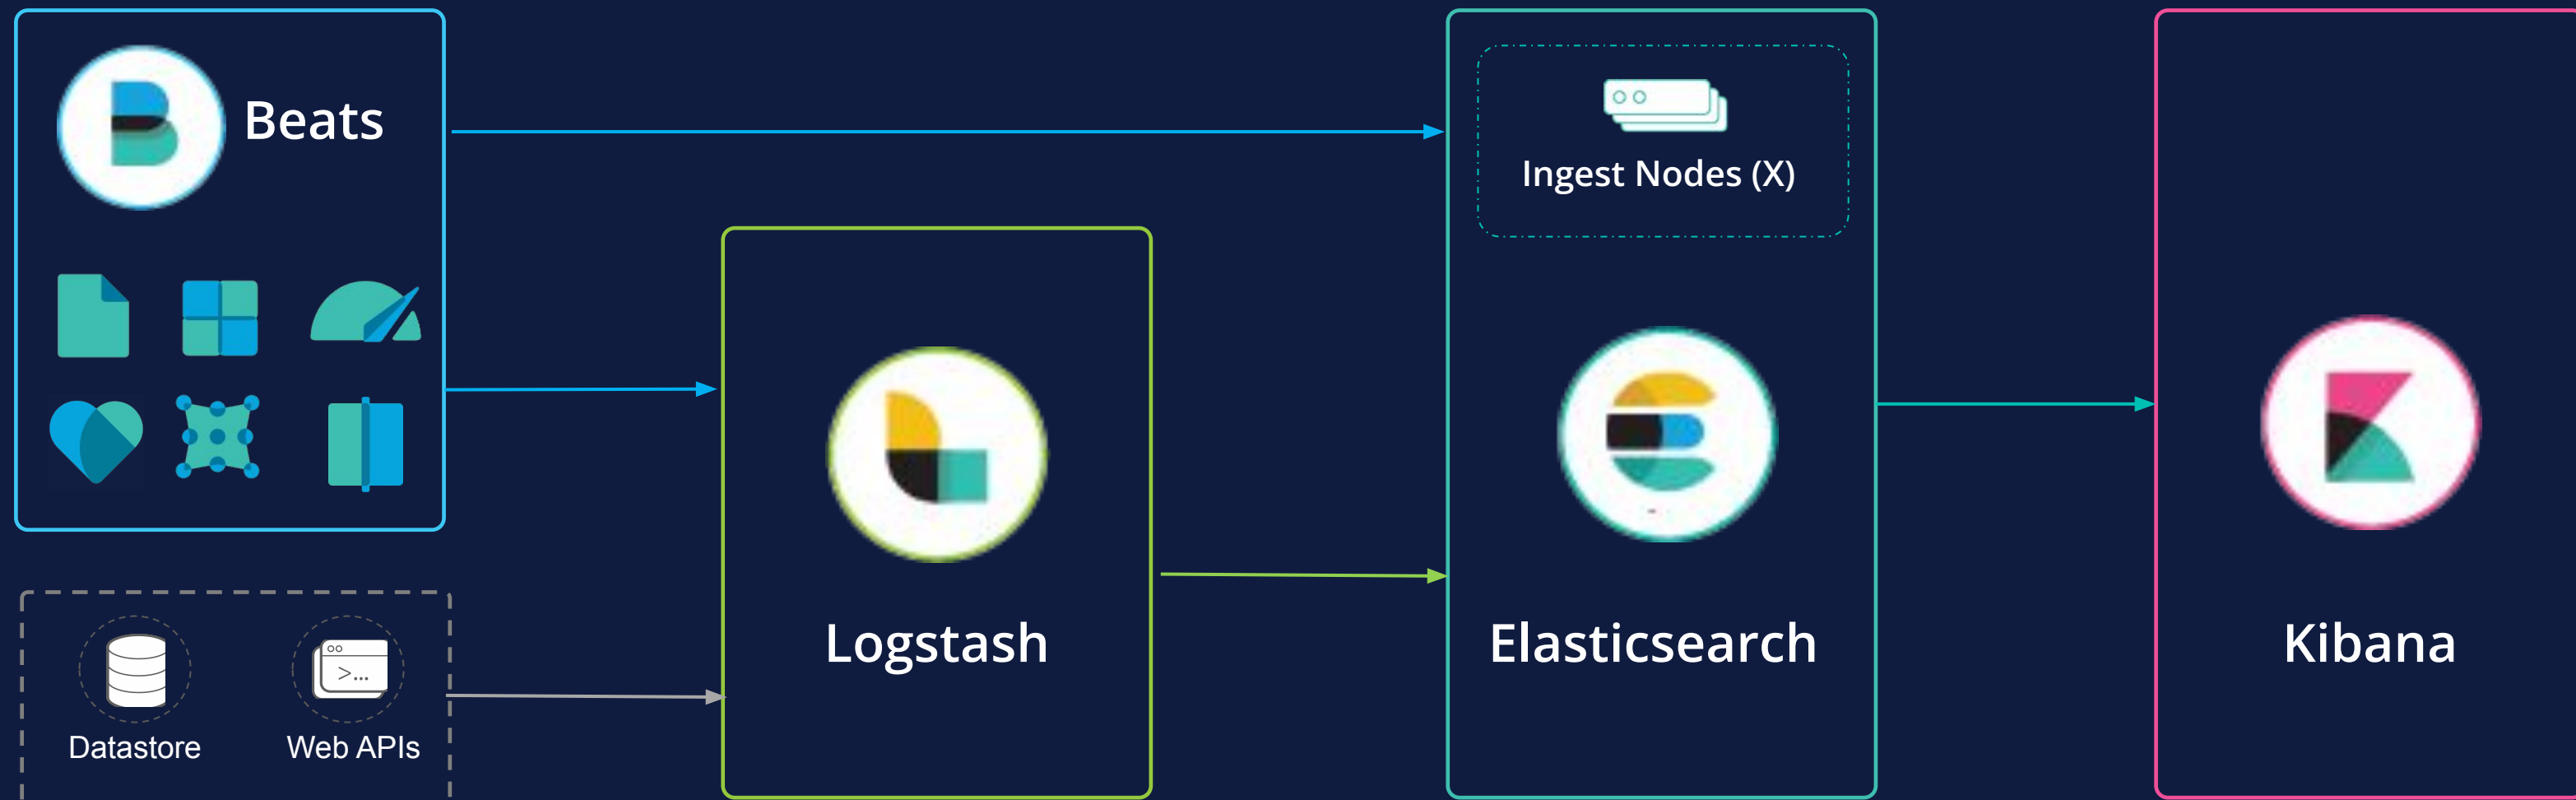 Beats
Ingest Nodes (X)
Logstash
Elasticsearch
Kibana
>...
Datastore
Web APIs